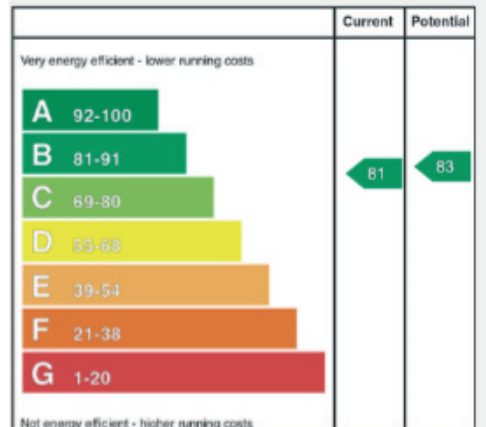 Current Potential
Very energy efficient - lower running costs
A 92-100
B 81-91
81
83
C 69-80
D 55-68
E 39-54
F 21-38
G 1-20
Not energy efficient - higher running costs